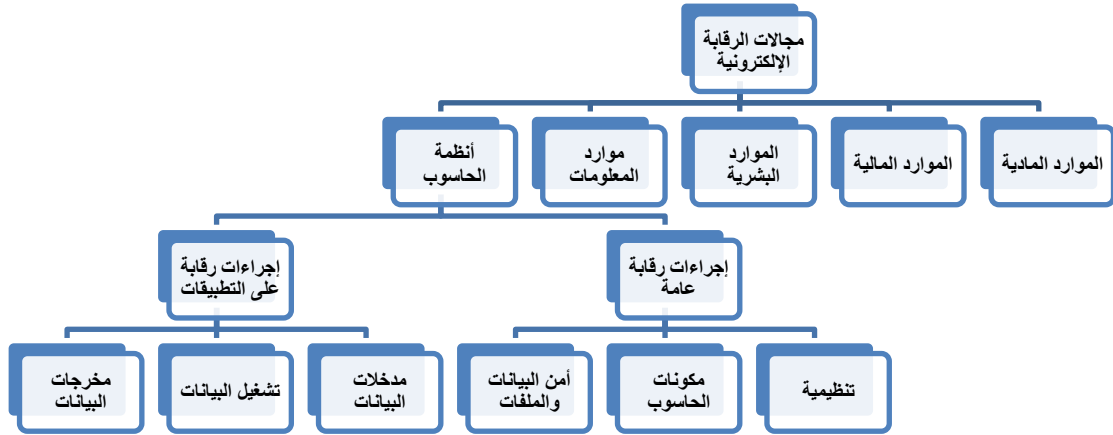 مجالات الرقابة
الإلكترونية
الموارد المادية
الموارد المالية
الموارد
البشرية
موارد
المعلومات
أنظمة
الحاسوب
إجراءات رقابة
عامة
إجراءات رقابة
على التطبيقات
تنظيمية
مكونات
الحاسوب
أمن البيانات
والملفات
مدخلات
البيانات
تشغيل البيانات
مخرجات
البيانات